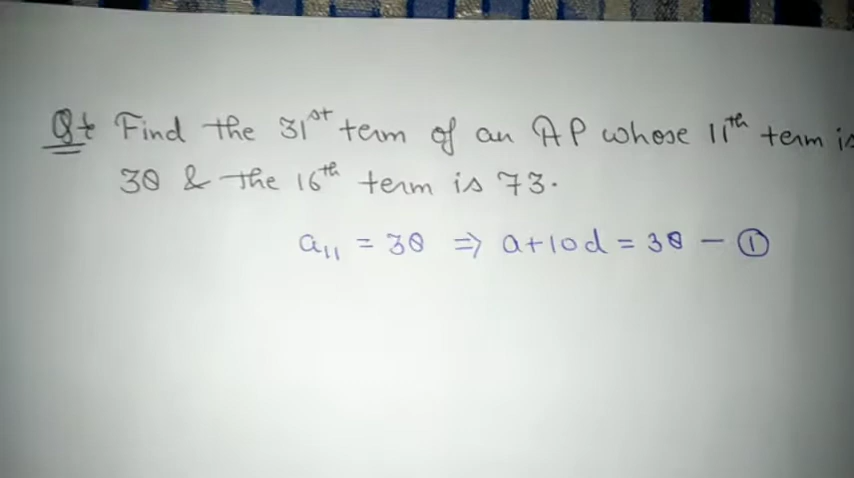 Q† Find the 31st term of an AP whose 11th term is
38 & the 16th term is 73.
a11 = 38 ⇒ a+10d = 38 – ①